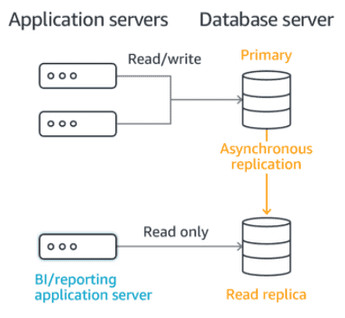 Application servers
Database server
Read/write
Primary
Asynchronous
replication
Read only
BI/reporting
application server
Read replica